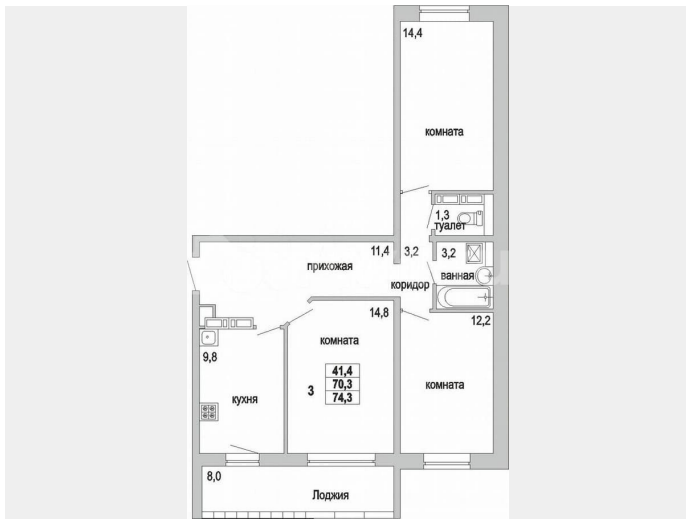 14,4
комната
1,3
туалет
11,4
прихожая
3,2
коридор
3,2
ванная
14,8
комната
12,2
комната
9,8
кухня
3
41,4
70,3
74,3
8,0
Лоджия